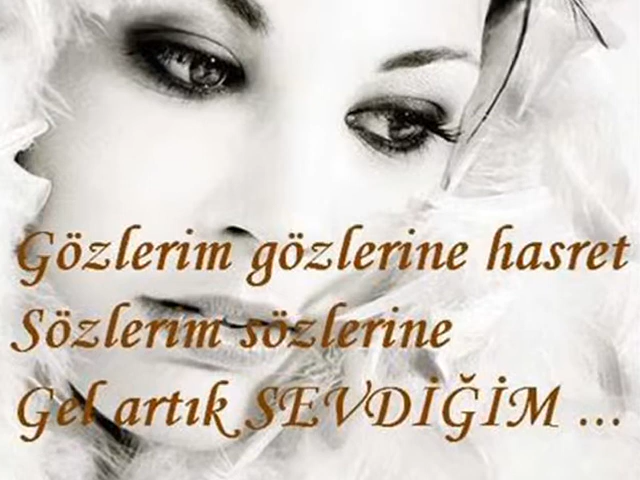 Gözlerim gözlerine hasret
Sözlerim sözlerine
Gel artık SEVDİĞİM ...